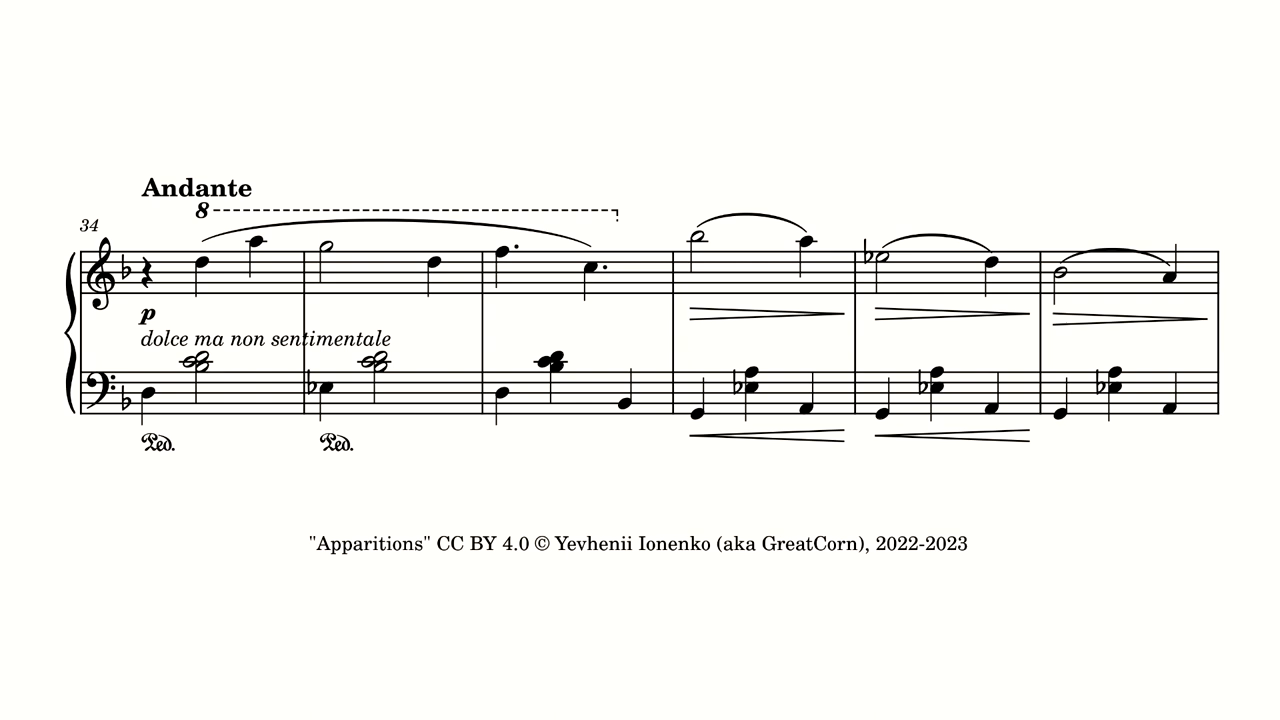 Andante
8
34
p
dolce ma non sentimentale
Ped. Ped.
"Apparitions" CC BY 4.0 © Yevhenii Ionenko (aka GreatCorn), 2022-2023